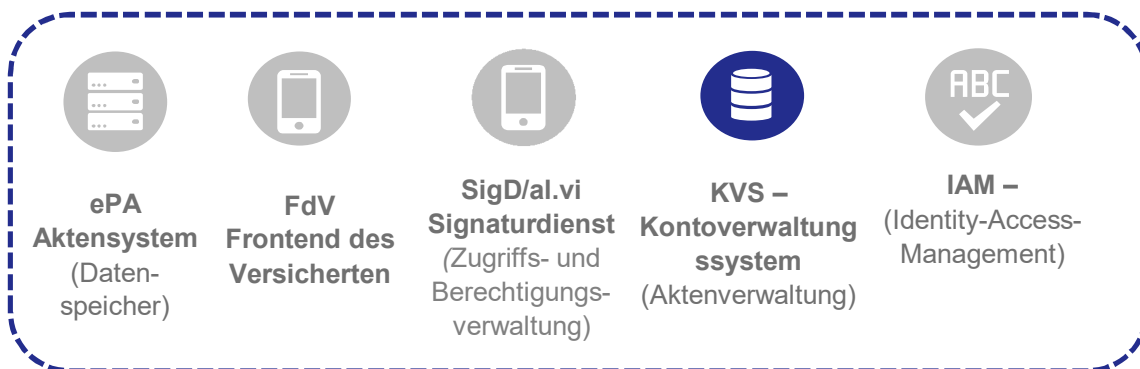 ABC
ePA
Aktensystem
(Daten-
speicher)
FdV
Frontend des
Versicherten
SigD/al.vi
Signaturdienst
(Zugriffs- und
Berechtigungs-
verwaltung)
KVS –
Kontoverwaltung
ssystem
(Aktenverwaltung)
IAM –
(Identity-Access-
Management)